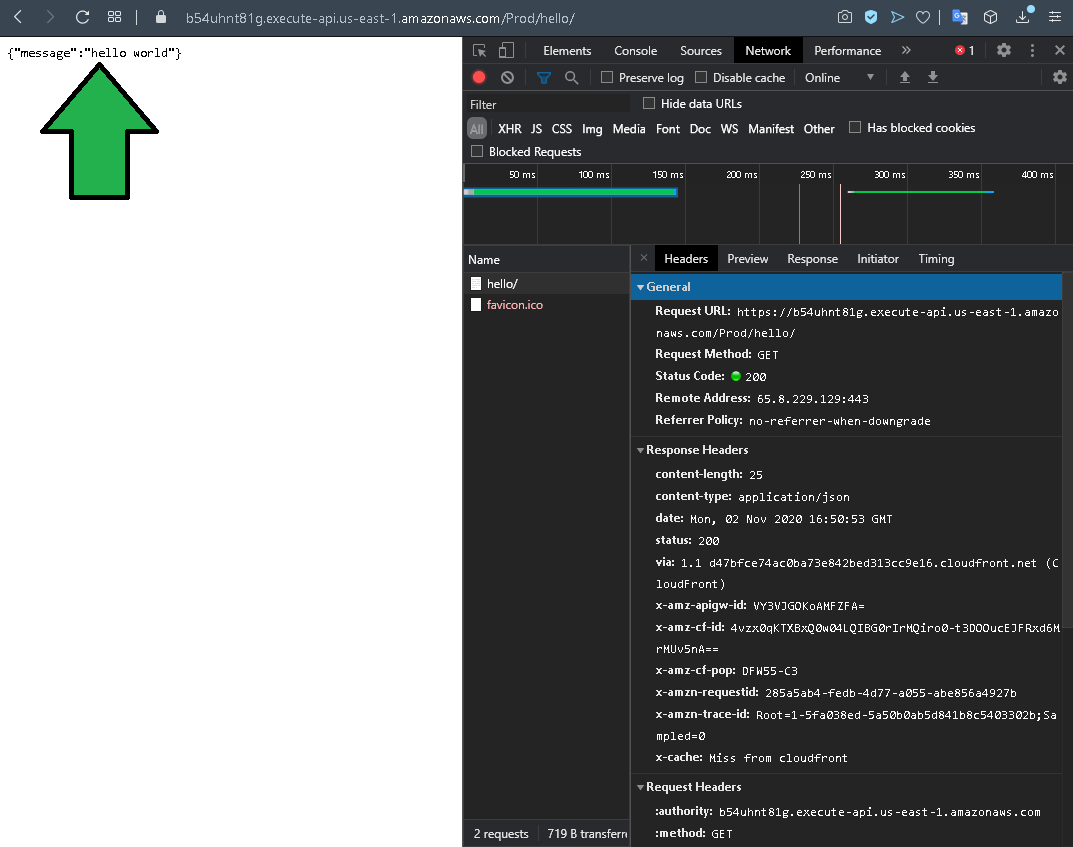 b54uhnt81g.execute-api.us-east-1.amazonaws.com/Prod/hello/
{"message":"hello world"}
Elements Console Sources Network Performance » 1
Preserve log Disable cache Online
Filter Hide data URLs
All XHR JS CSS Img Media Font Doc WS Manifest Other Has blocked cookies
Blocked Requests
50 ms 100 ms 150 ms 200 ms 250 ms 300 ms 350 ms 400 ms
Name
hello/
favicon.ico
2 requests 719 B transferre
× Headers Preview Response Initiator Timing
General
Request URL: https://b54uhnt81g.execute-api.us-east-1.amazo
naws.com/Prod/hello/
Request Method: GET
Status Code: 200
Remote Address: 65.8.229.129:443
Referrer Policy: no-referrer-when-downgrade
Response Headers
content-length: 25
content-type: application/json
date: Mon, 02 Nov 2020 16:50:53 GMT
status: 200
via: 1.1 d47bfce74ac0ba73e842bed313cc9e16.cloudfront.net (C
loudFront)
x-amz-apigw-id: VY3VJGOKoAMFZFA=
x-amz-cf-id: 4vzx0qKTXBxQ0w04LQIBG0rIrMQiro0-t3DOOucEJFRxd6M
rMUv5nA==
x-amz-cf-pop: DFW55-C3
x-amzn-requestid: 285a5ab4-fedb-4d77-a055-abe856a4927b
x-amzn-trace-id: Root=1-5fa038ed-5a50b0ab5d841b8c5403302b;Sa
mpled=0
x-cache: Miss from cloudfront
Request Headers
:authority: b54uhnt81g.execute-api.us-east-1.amazonaws.com
:method: GET